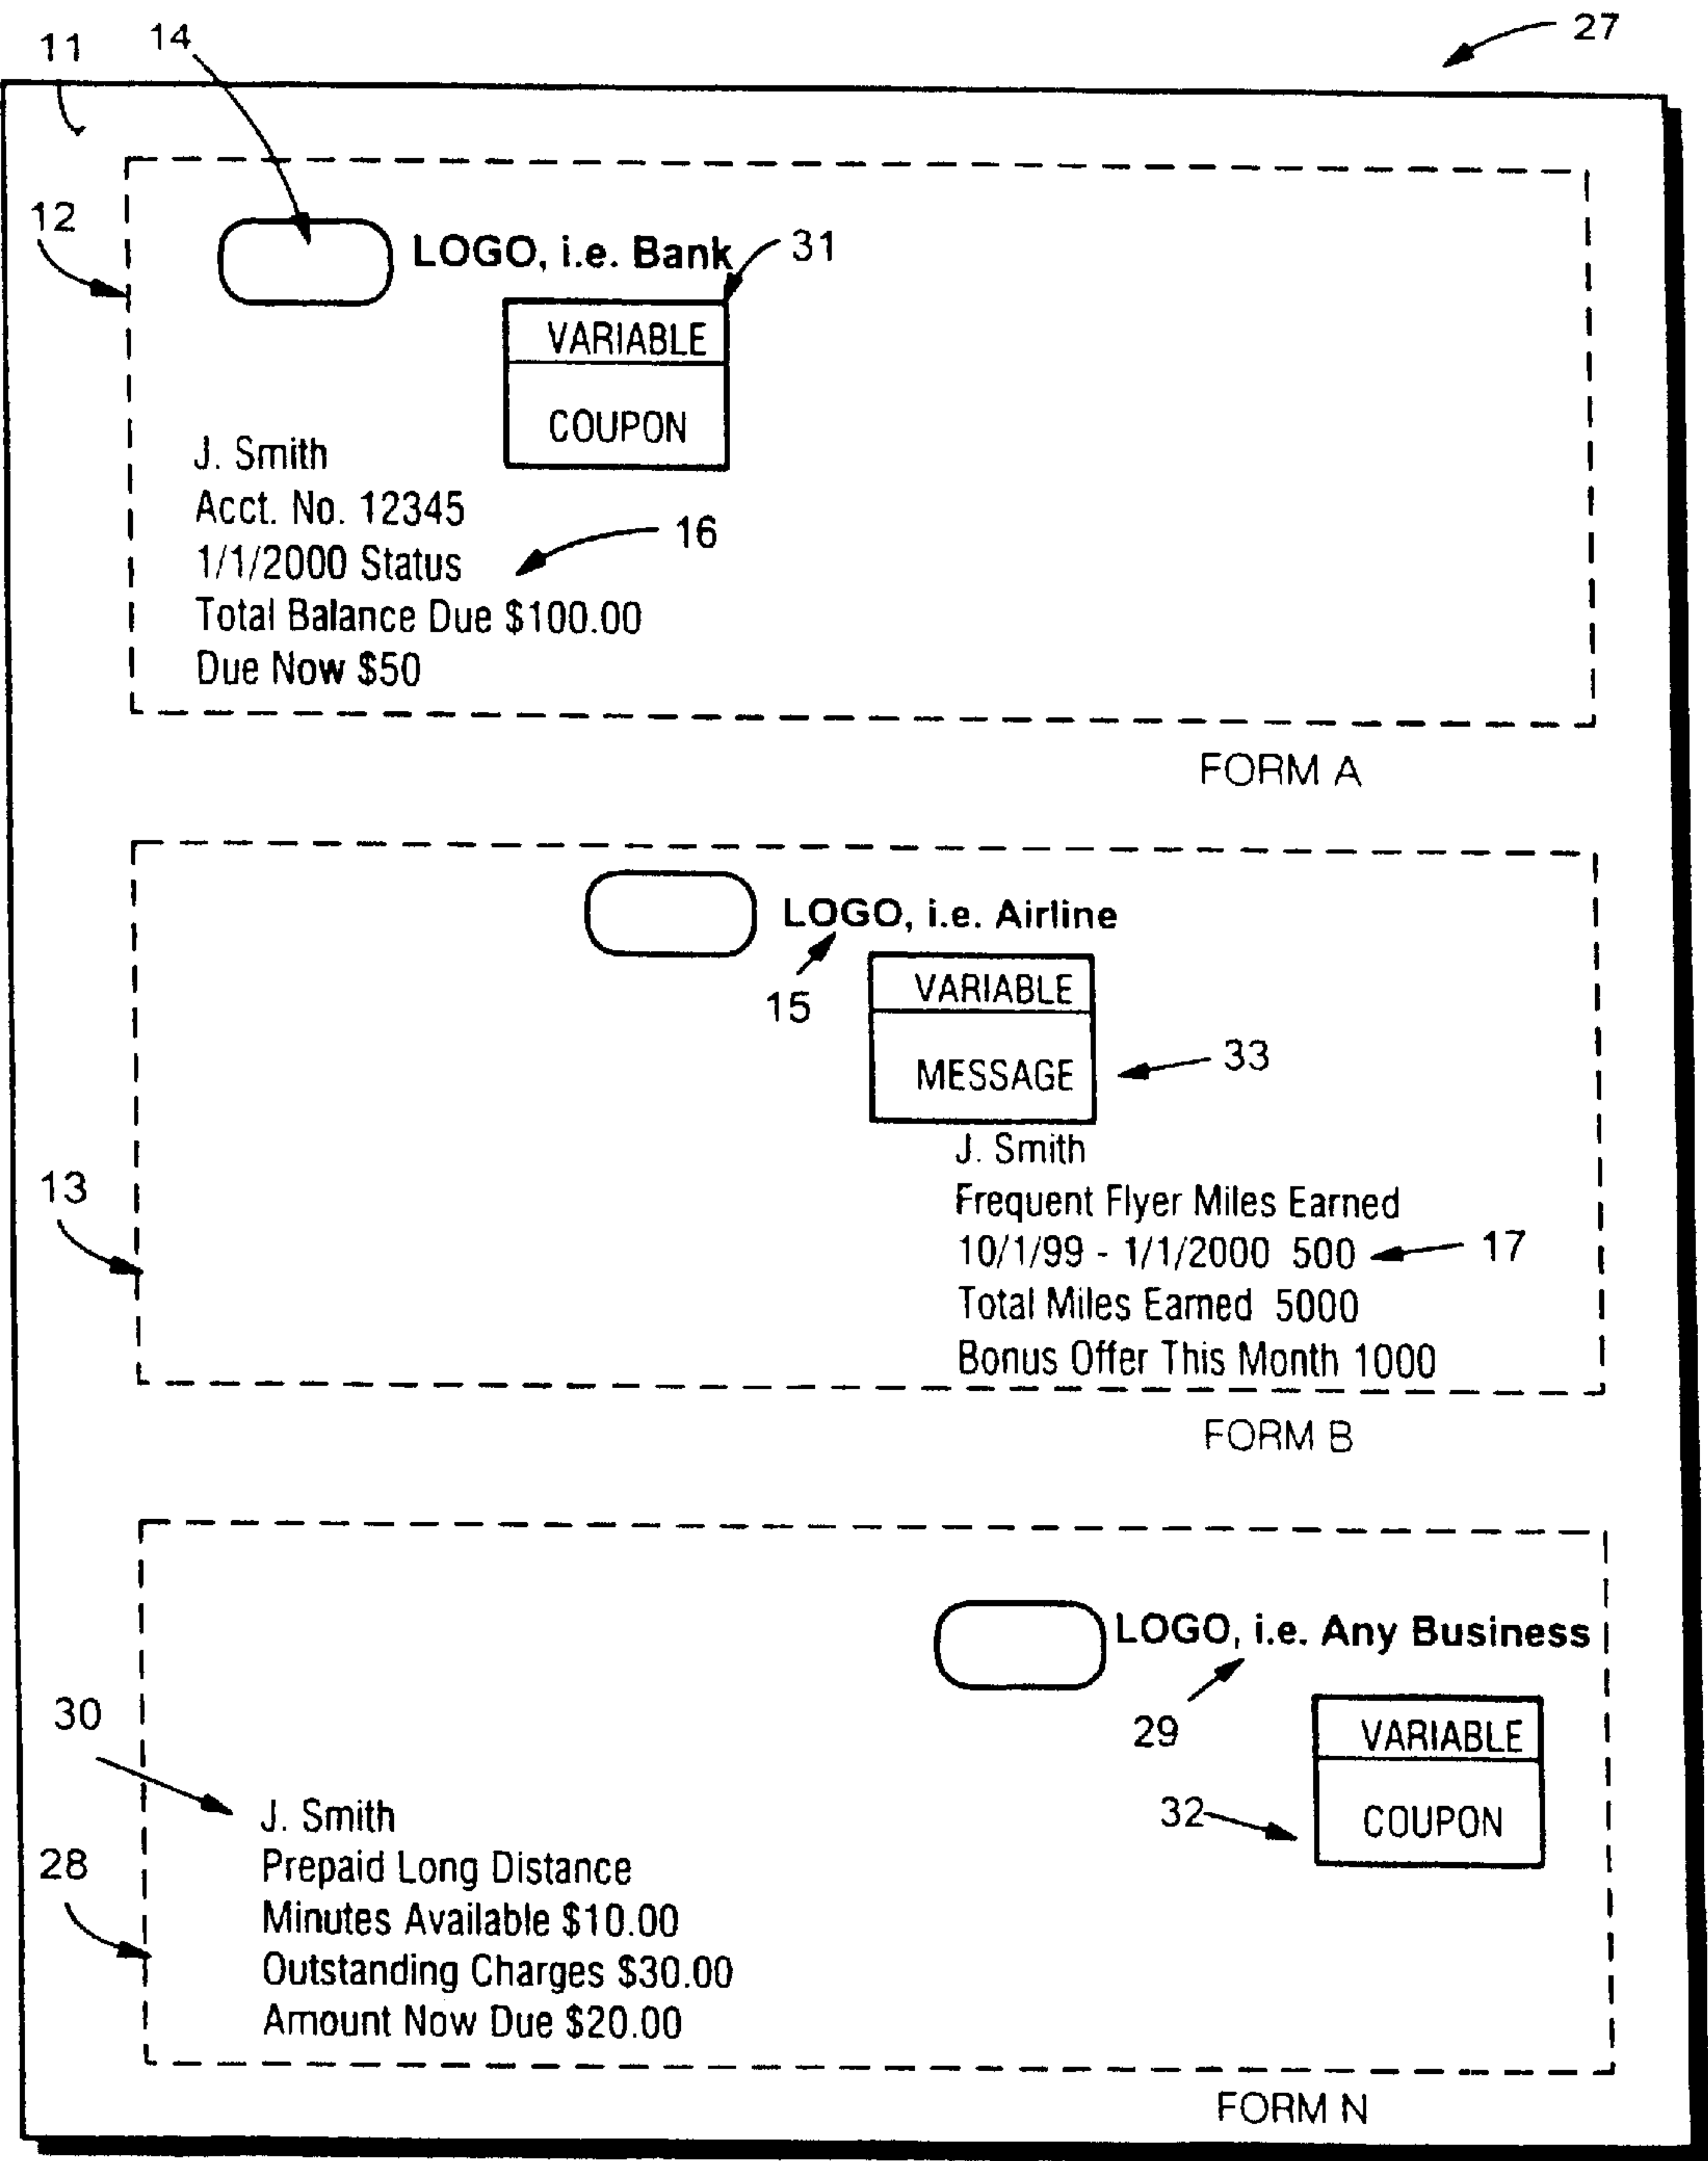 27
11
14
12
LOGO, i.e. Bank
31
VARIABLE
COUPON
J. Smith
Acct. No. 12345
1/1/2000 Status
16
Total Balance Due $100.00
Due Now $50
FORM A
LOGO, i.e. Airline
15
VARIABLE
MESSAGE
33
J. Smith
13
Frequent Flyer Miles Earned
10/1/99 - 1/1/2000 500
17
Total Miles Earned 5000
Bonus Offer This Month 1000
FORM B
LOGO, i.e. Any Business
29
VARIABLE
COUPON
32
30
J. Smith
28
Prepaid Long Distance
Minutes Available $10.00
Outstanding Charges $30.00
Amount Now Due $20.00
FORM N